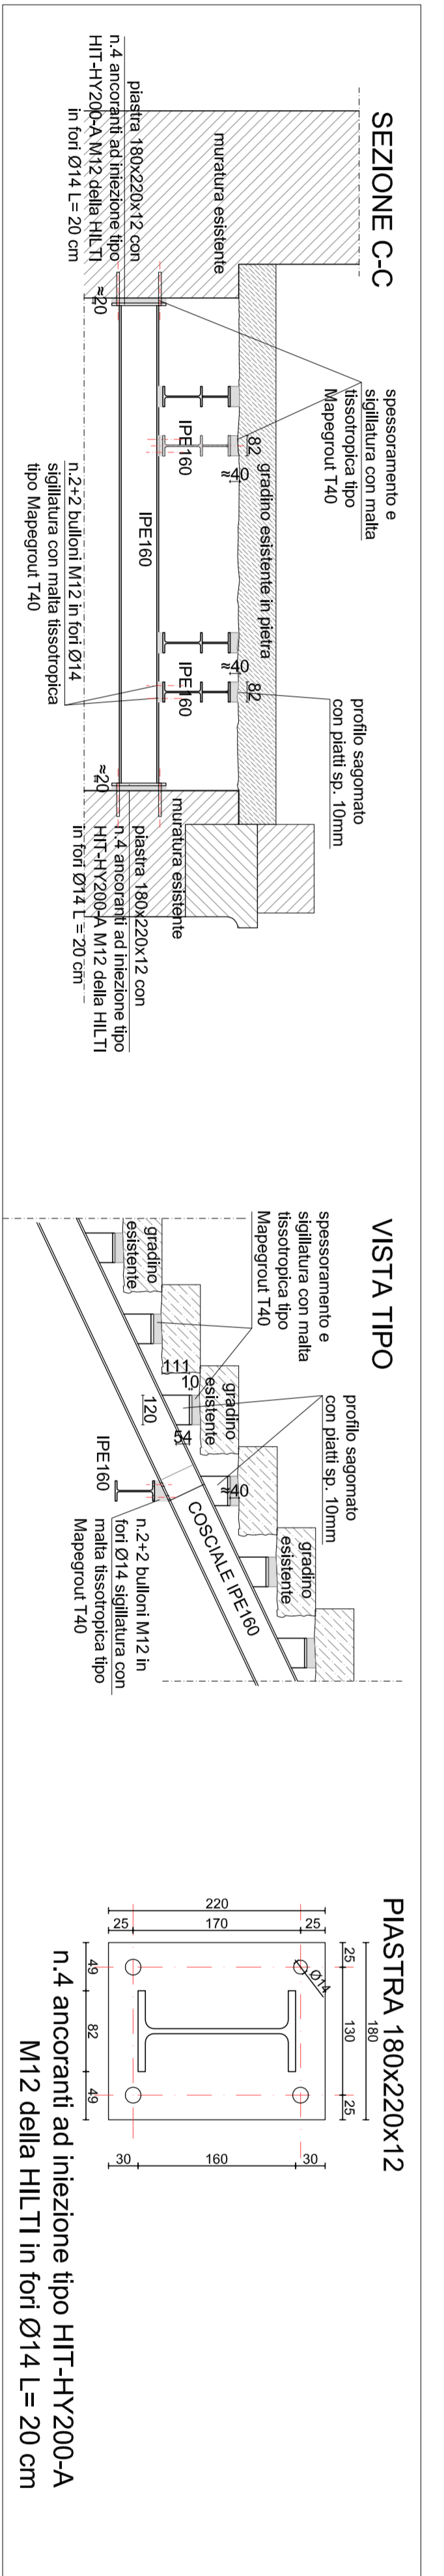 SEZIONE C-C
spessoramento e
sigillatura con malta
tissotropica tipo
Mapegrout T40
profilo sagomato
con piatti sp. 10mm
muratura esistente
gradino esistente in pietra
82
≈40
≈40
82
IPE160
IPE160
IPE160
muratura esistente
piastra 180x220x12 con
n.4 ancoranti ad iniezione tipo
HIT-HY200-A M12 della HILTI
in fori Ø14 L= 20 cm
≈20
n.2+2 bulloni M12 in fori Ø14
sigillatura con malta tissotropica
tipo Mapegrout T40
≈20
piastra 180x220x12 con
n.4 ancoranti ad iniezione tipo
HIT-HY200-A M12 della HILTI
in fori Ø14 L = 20 cm
VISTA TIPO
spessoramento e
sigillatura con malta
tissotropica tipo
Mapegrout T40
profilo sagomato
con piatti sp. 10mm
gradino
esistente
gradino
esistente
gradino
esistente
111
10
54
120
≈40
COSCIALE IPE160
IPE160
n.2+2 bulloni M12 in
fori Ø14 sigillatura con
malta tissotropica tipo
Mapegrout T40
PIASTRA 180x220x12
180
25
130
25
Ø14
220
25
170
25
30
160
30
49
82
49
n.4 ancoranti ad iniezione tipo HIT-HY200-A
M12 della HILTI in fori Ø14 L= 20 cm